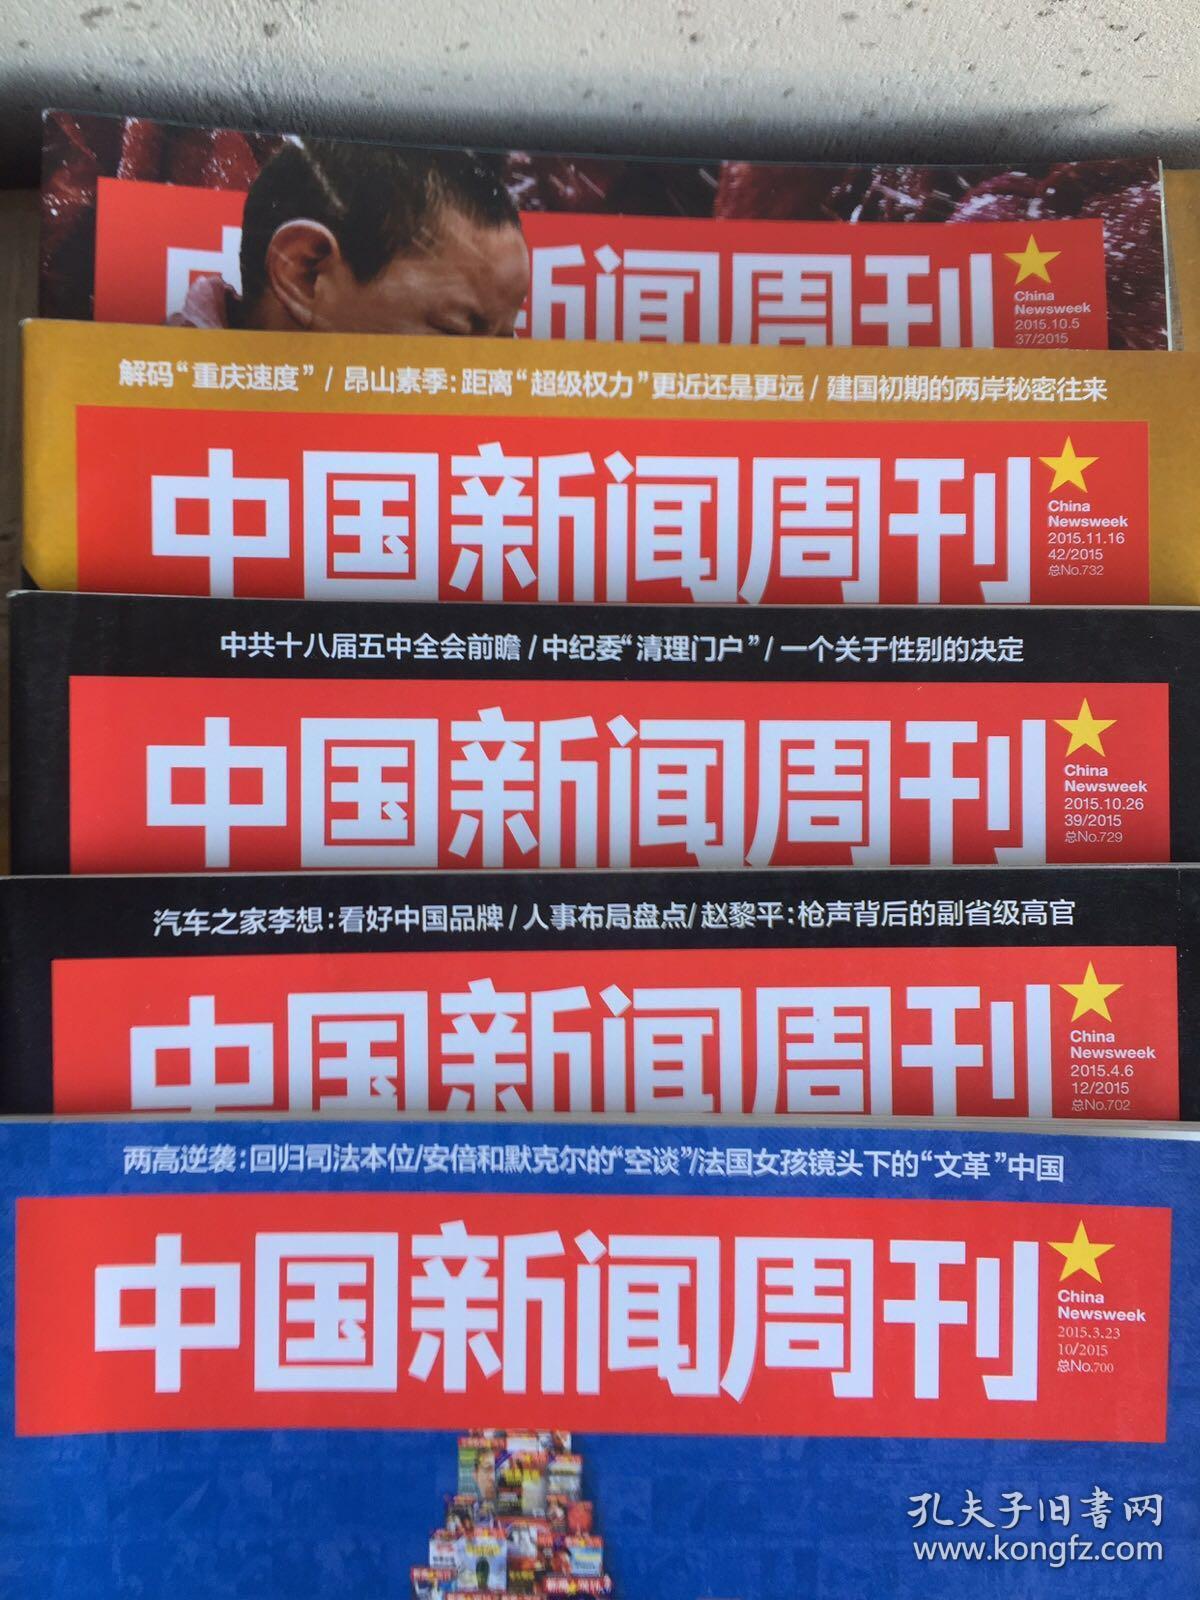 新闻周刊
China
Newsweek
2015.10.5
37/2015
解码“重庆速度” / 昂山素季:距离“超级权力”更近还是更远 / 建国初期的两岸秘密往来
中国新闻周刊
China
Newsweek
2015.11.16
42/2015
总No.732
中共十八届五中全会前瞻/中纪委“清理门户”/一个关于性别的决定
中国新闻周刊
China
Newsweek
2015.10.26
39/2015
总No.729
汽车之家李想:看好中国品牌/人事布局盘点/赵黎平:枪声背后的副省级高官
中国新闻周刊
China
Newsweek
2015.4.6
12/2015
总No.702
两高逆袭:回归司法本位/安倍和默克尔的“空谈”/法国女孩镜头下的“文革”中国
中国新闻周刊
China
Newsweek
2015.3.23
10/2015
总No.700
孔夫子旧书网
www.kongfz.com